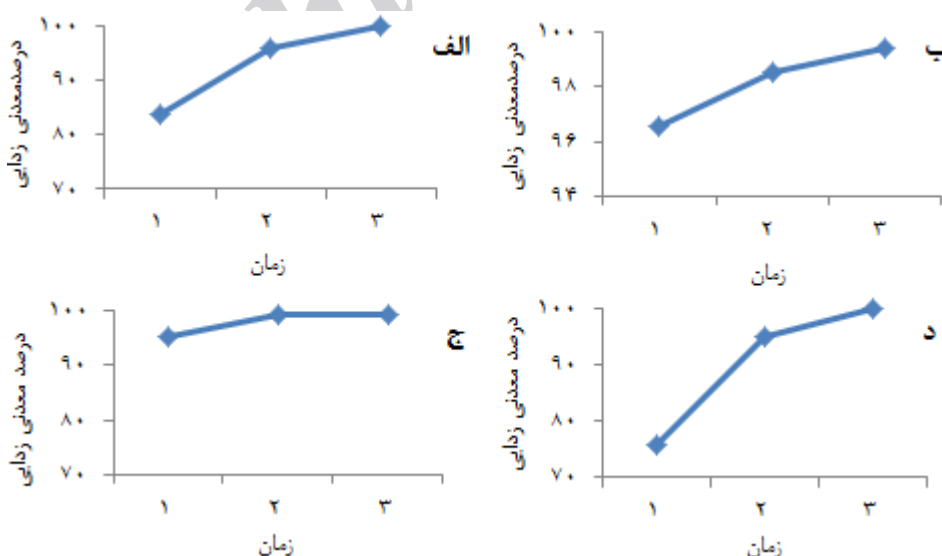 الف
درصدمعدنی زدایی
۱۰۰
۹۰
۸۰
۷۰
۱ ۲ ۳
زمان
ب
درصدمعدنی زدایی
۱۰۰
۹۸
۹۶
۹۴
۱ ۲ ۳
زمان
ج
درصد معدنی زدایی
۱۰۰
۹۰
۸۰
۷۰
۱ ۲ ۳
زمان
د
درصد معدنی زدایی
۱۰۰
۹۰
۸۰
۷۰
۱ ۲ ۳
زمان